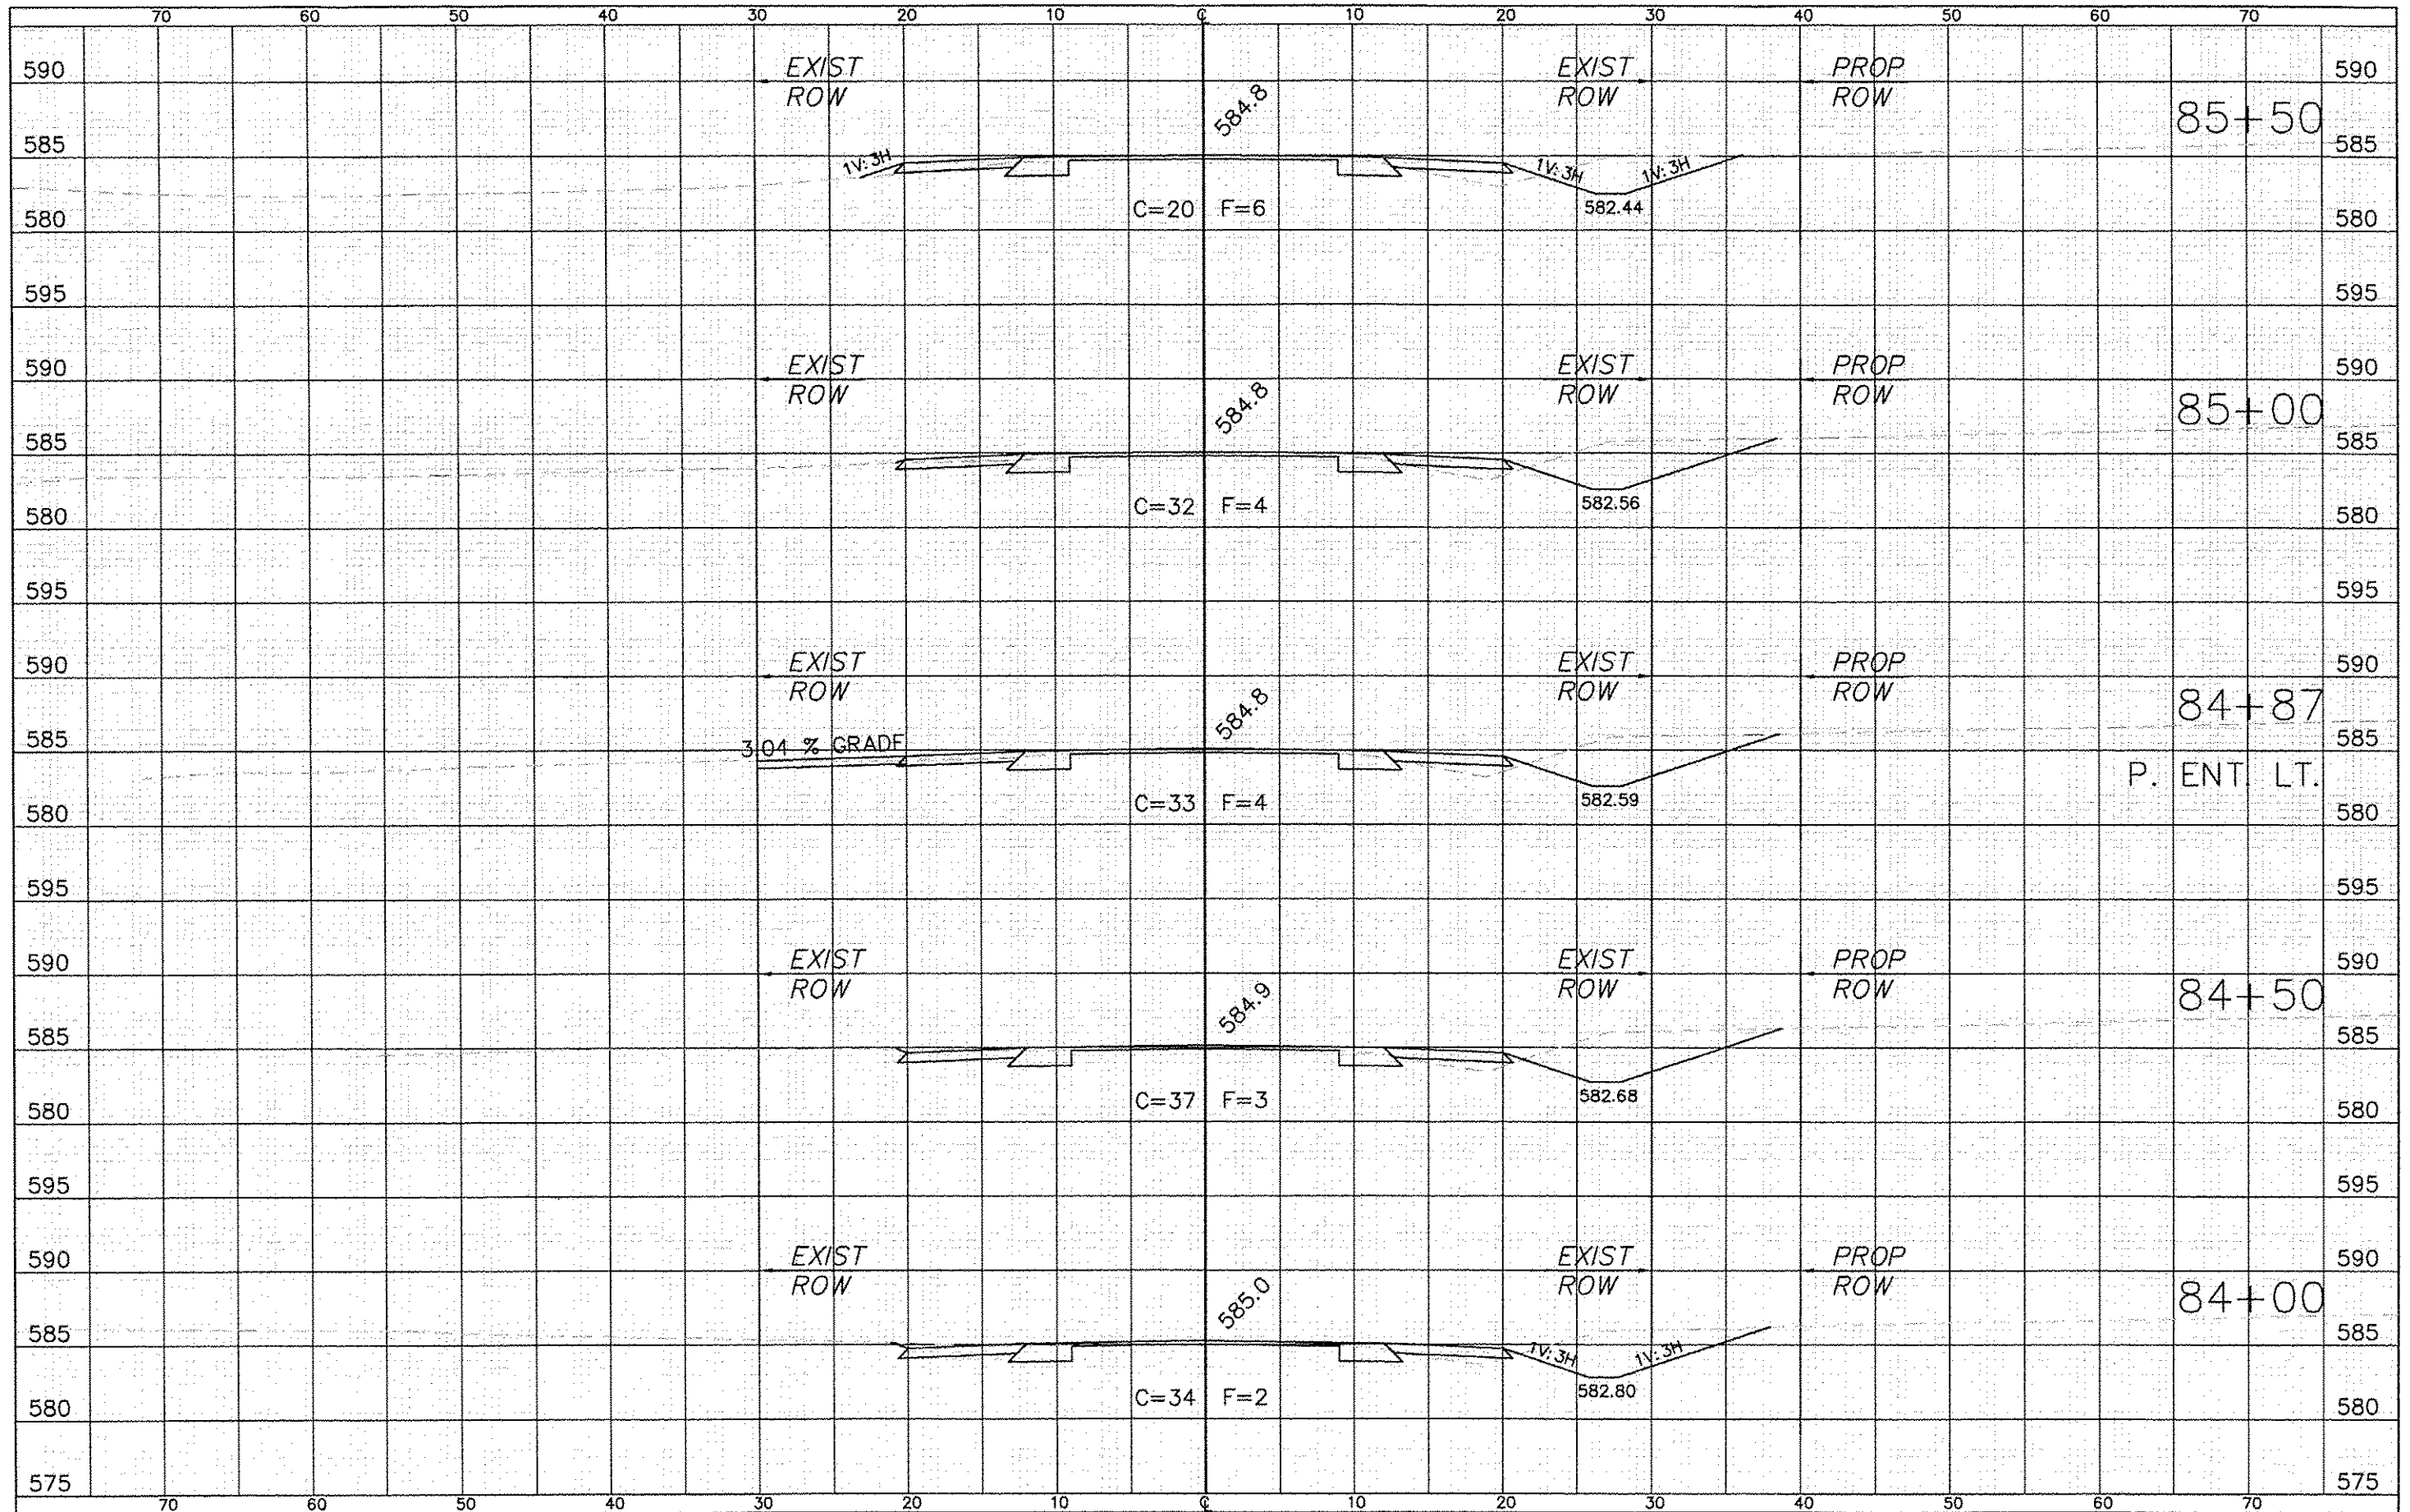 70 60 50 40 30 20 10 ℄ 10 20 30 40 50 60 70
EXIST EXIST PROP
590 590
ROW ROW ROW
584.8
85+50
585 585
1V:3H 1V:3H 1V:3H
C=20 F=6 582.44
580 580
595 595
EXIST EXIST PROP
590 590
ROW ROW ROW
584.8
85+00
585 585
C=32 F=4 582.56
580 580
595 595
EXIST EXIST PROP
590 590
ROW ROW ROW
584.8
84+87
585 3.04 % GRADE 585
P. ENT. LT.
C=33 F=4 582.59
580 580
595 595
EXIST EXIST PROP
590 590
ROW ROW ROW
584.9
84+50
585 585
C=37 F=3 582.68
580 580
595 595
EXIST EXIST PROP
590 590
ROW ROW ROW
585.0
84+00
585 585
1V:3H 1V:3H
C=34 F=2 582.80
580 580
575 575
70 60 50 40 30 20 10 ℄ 10 20 30 40 50 60 70